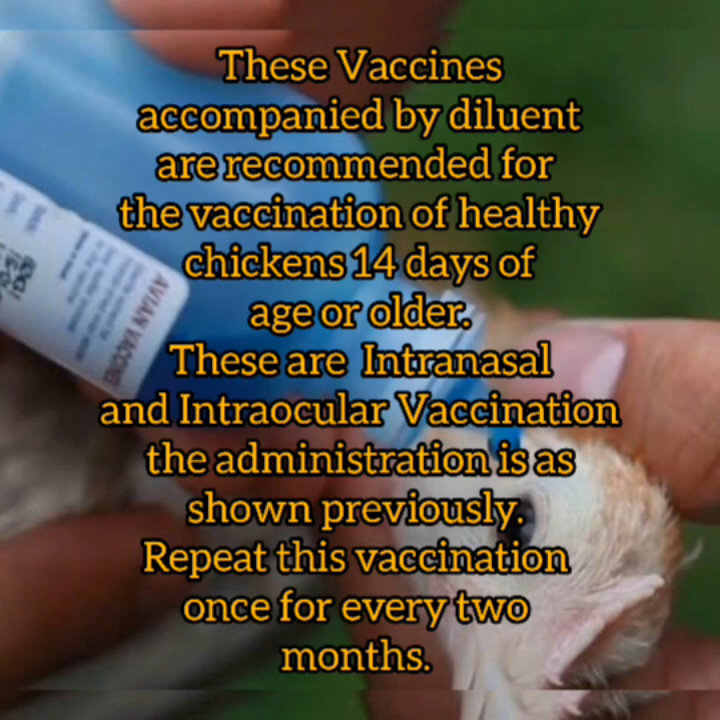 These Vaccines
accompanied by diluent
are recommended for
the vaccination of healthy
chickens 14 days of
age or older.
These are Intranasal
and Intraocular Vaccination
the administration is as
shown previously.
Repeat this vaccination
once for every two
months.
AVIAN VACCINE